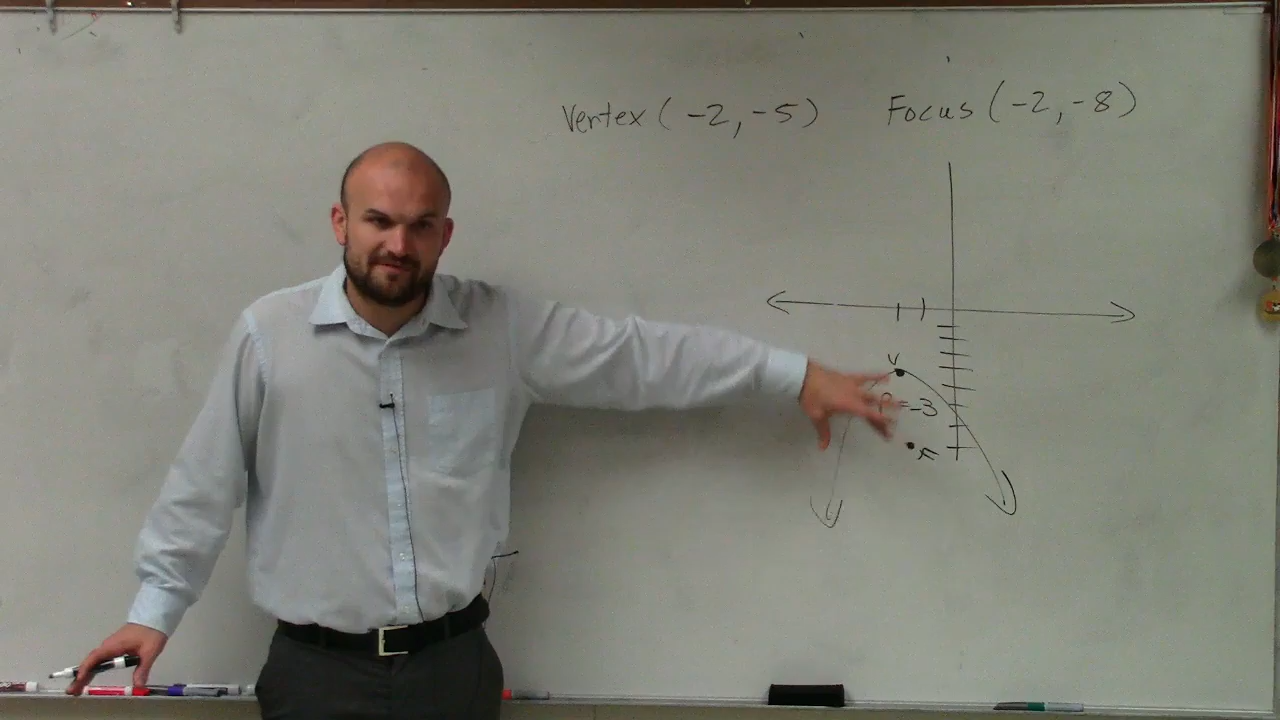 Vertex (-2, -5) Focus (-2, -8)
V
=-3
F